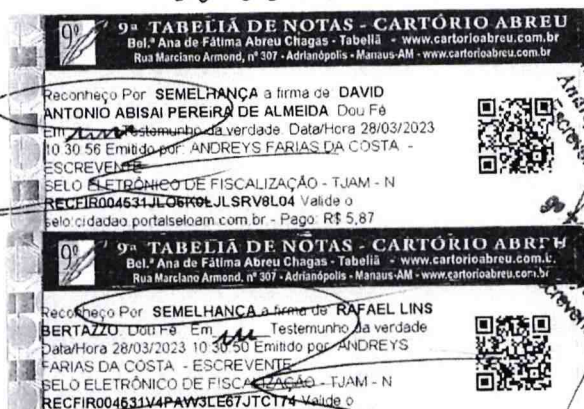 9º 9ª TABELIÃ DE NOTAS - CARTÓRIO ABREU
Bel.ª Ana de Fátima Abreu Chagas - Tabeliã - www.cartorioabreu.com.br
Rua Marciano Armond, nº 307 - Adrianópolis - Manaus-AM - www.cartorioabreu.com.br
Reconheço Por SEMELHANÇA a firma de DAVID
ANTONIO ABISAI PEREIRA DE ALMEIDA Dou Fé
Em Testemunho da verdade. Data/Hora 28/03/2023
10:30:56 Emitido por: ANDREYS FARIAS DA COSTA -
ESCREVENTE
SELO ELETRÔNICO DE FISCALIZAÇÃO - TJAM - N
Valide o
selo:cidadao.portalseloam.com.br - Pago: R$ 5,87
9º 9ª TABELIÃ DE NOTAS - CARTÓRIO ABREU
Bel.ª Ana de Fátima Abreu Chagas - Tabeliã - www.cartorioabreu.com.b
Rua Marciano Armond, nº 307 - Adrianópolis - Manaus-AM - www.cartorioabreu.com.br
Reconheço Por SEMELHANÇA a firma de RAFAEL LINS
BERTAZZO. Dou Fé Em Testemunho da verdade
Data/Hora 28/03/2023 10:30:50 Emitido por: ANDREYS
FARIAS DA COSTA - ESCREVENTE
SELO ELETRÔNICO DE FISCALIZAÇÃO - TJAM - N
RECFIR004531V4PAW3LE67JTC174 Valide o